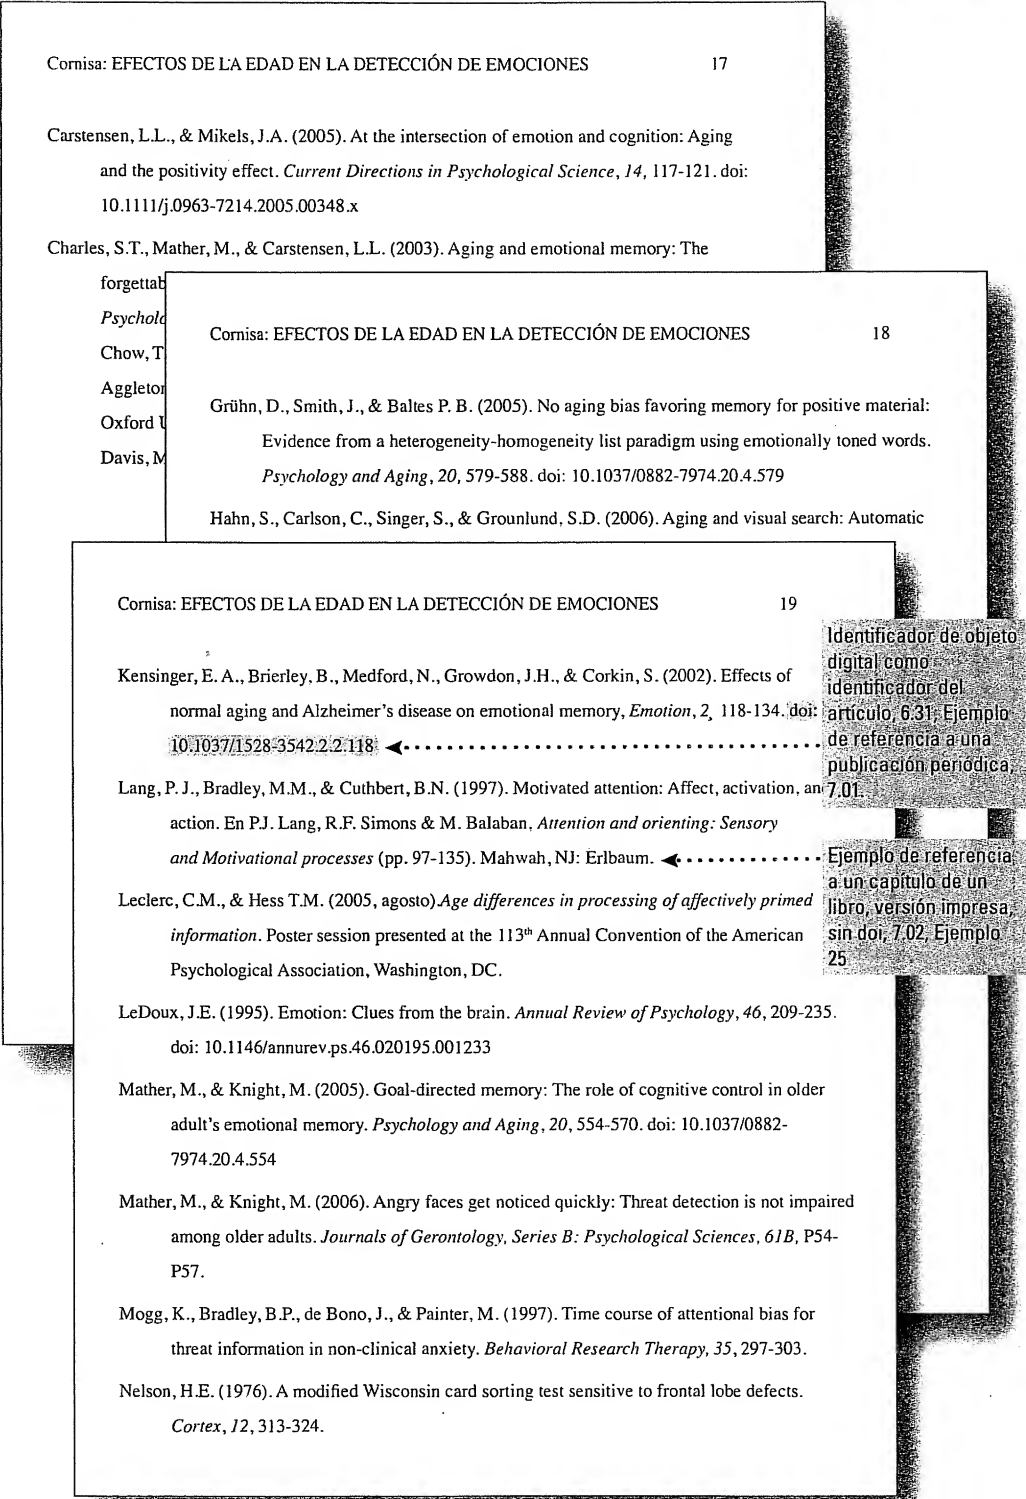 Cornisa: EFECTOS DE LA EDAD EN LA DETECCIÓN DE EMOCIONES 17
Carstensen, L.L., & Mikels, J.A. (2005). At the intersection of emotion and cognition: Aging
and the positivity effect. Current Directions in Psychological Science, 14, 117-121. doi:
10.1111/j.0963-7214.2005.00348.x
Charles, S.T., Mather, M., & Carstensen, L.L. (2003). Aging and emotional memory: The
forgettab
Psycholo
Chow, T
Aggleton
Oxford U
Davis, M
Cornisa: EFECTOS DE LA EDAD EN LA DETECCIÓN DE EMOCIONES 18
Grühn, D., Smith, J., & Baltes P. B. (2005). No aging bias favoring memory for positive material:
Evidence from a heterogeneity-homogeneity list paradigm using emotionally toned words.
Psychology and Aging, 20, 579-588. doi: 10.1037/0882-7974.20.4.579
Hahn, S., Carlson, C., Singer, S., & Grounlund, S.D. (2006). Aging and visual search: Automatic
Cornisa: EFECTOS DE LA EDAD EN LA DETECCIÓN DE EMOCIONES 19
Kensinger, E. A., Brierley, B., Medford, N., Growdon, J.H., & Corkin, S. (2002). Effects of
normal aging and Alzheimer's disease on emotional memory, Emotion, 2, 118-134. doi:
10.1037/1528-3542.2.2.118
Lang, P. J., Bradley, M.M., & Cuthbert, B.N. (1997). Motivated attention: Affect, activation, an
action. En P.J. Lang, R.F. Simons & M. Balaban, Attention and orienting: Sensory
and Motivational processes (pp. 97-135). Mahwah, NJ: Erlbaum.
Leclerc, C.M., & Hess T.M. (2005, agosto) Age differences in processing of affectively primed
information. Poster session presented at the 113th Annual Convention of the American
Psychological Association, Washington, DC.
LeDoux, J.E. (1995). Emotion: Clues from the brain. Annual Review of Psychology, 46, 209-235.
doi: 10.1146/annurev.ps.46.020195.001233
Mather, M., & Knight, M. (2005). Goal-directed memory: The role of cognitive control in older
adult's emotional memory. Psychology and Aging, 20, 554-570. doi: 10.1037/0882-
7974.20.4.554
Mather, M., & Knight, M. (2006). Angry faces get noticed quickly: Threat detection is not impaired
among older adults. Journals of Gerontology, Series B: Psychological Sciences, 61B, P54-
P57.
Mogg, K., Bradley, B.P., de Bono, J., & Painter, M. (1997). Time course of attentional bias for
threat information in non-clinical anxiety. Behavioral Research Therapy, 35, 297-303.
Nelson, H.E. (1976). A modified Wisconsin card sorting test sensitive to frontal lobe defects.
Cortex, 12, 313-324.
Identificador de objeto
digital como
identificador del
artículo, 6.31; Ejemplo
de referencia a una
publicación periódica,
7.01.
Ejemplo de referencia
a un capítulo de un
libro, versión impresa,
sin doi, 7.02, Ejemplo
25